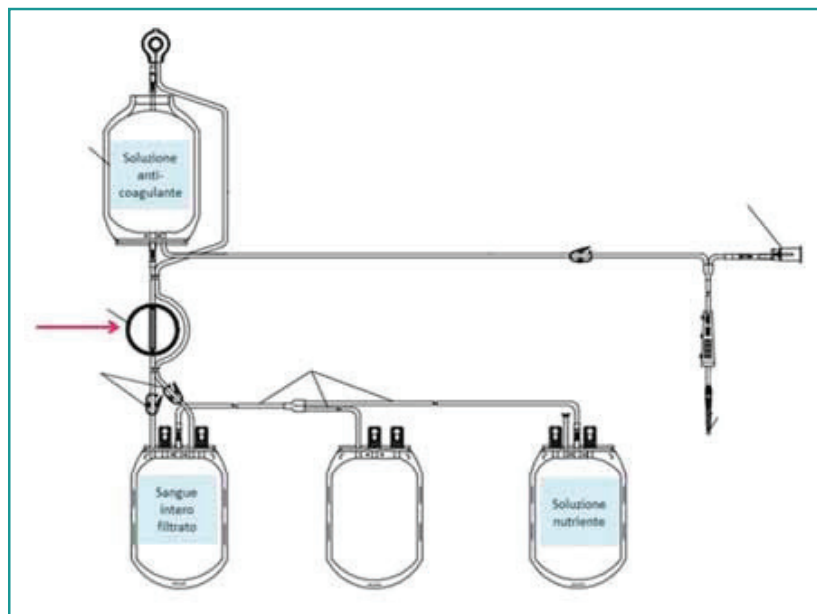 Soluzione
anti-
coagulante
Sangue
intero
filtrato
Soluzione
nutriente